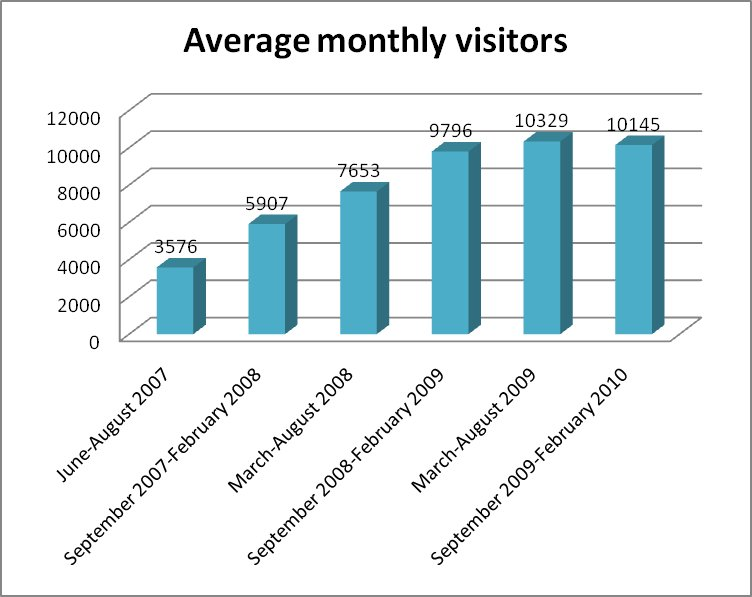 Average monthly visitors
12000
10000
8000
6000
4000
2000
0
3576
5907
7653
9796
10329
10145
June-August 2007
September 2007-February 2008
March-August 2008
September 2008-February 2009
March-August 2009
September 2009-February 2010